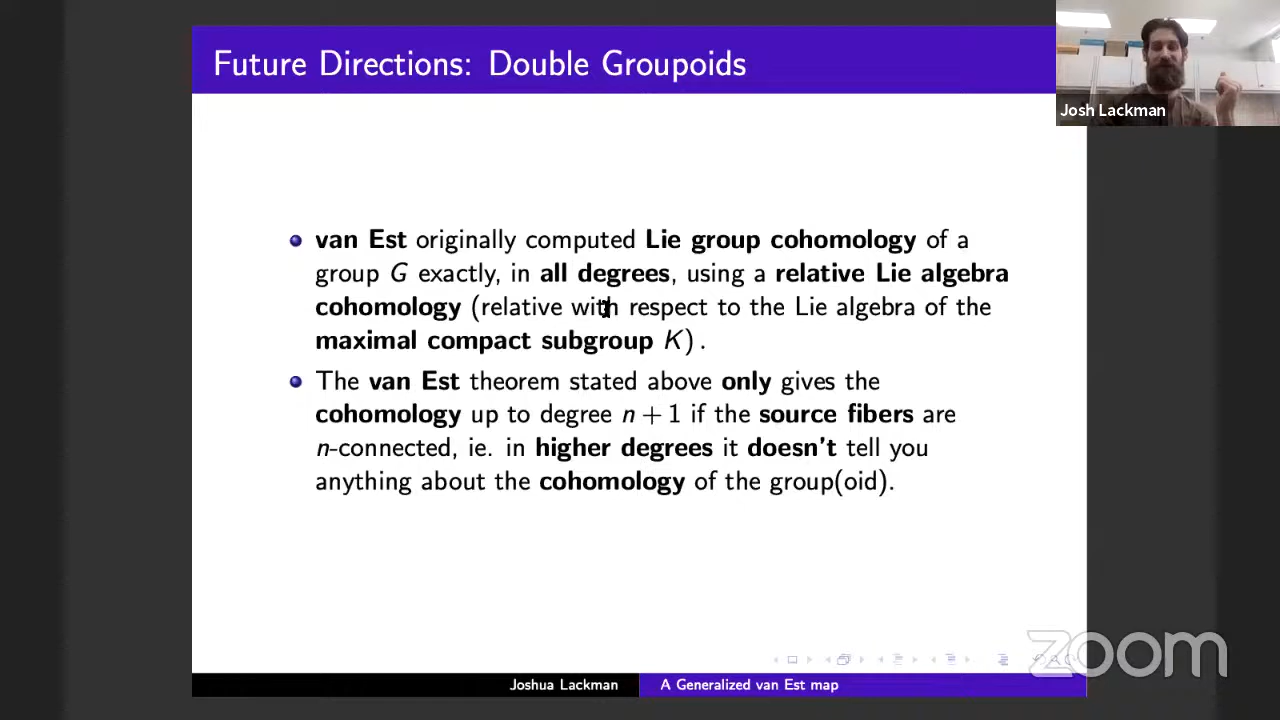 Future Directions: Double Groupoids
Josh Lackman
van Est originally computed Lie group cohomology of a
group G exactly, in all degrees, using a relative Lie algebra
cohomology (relative with respect to the Lie algebra of the
maximal compact subgroup K) .
The van Est theorem stated above only gives the
cohomology up to degree n + 1 if the source fibers are
n-connected, ie. in higher degrees it doesn't tell you
anything about the cohomology of the group(oid).
zoom
Joshua Lackman
A Generalized van Est map